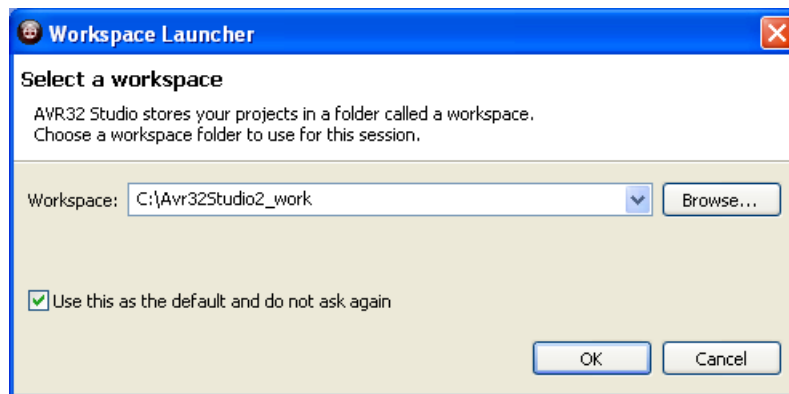 Workspace Launcher
Select a workspace
AVR32 Studio stores your projects in a folder called a workspace.
Choose a workspace folder to use for this session.
Workspace: C:\Avr32Studio2_work Browse...
Use this as the default and do not ask again
OK Cancel